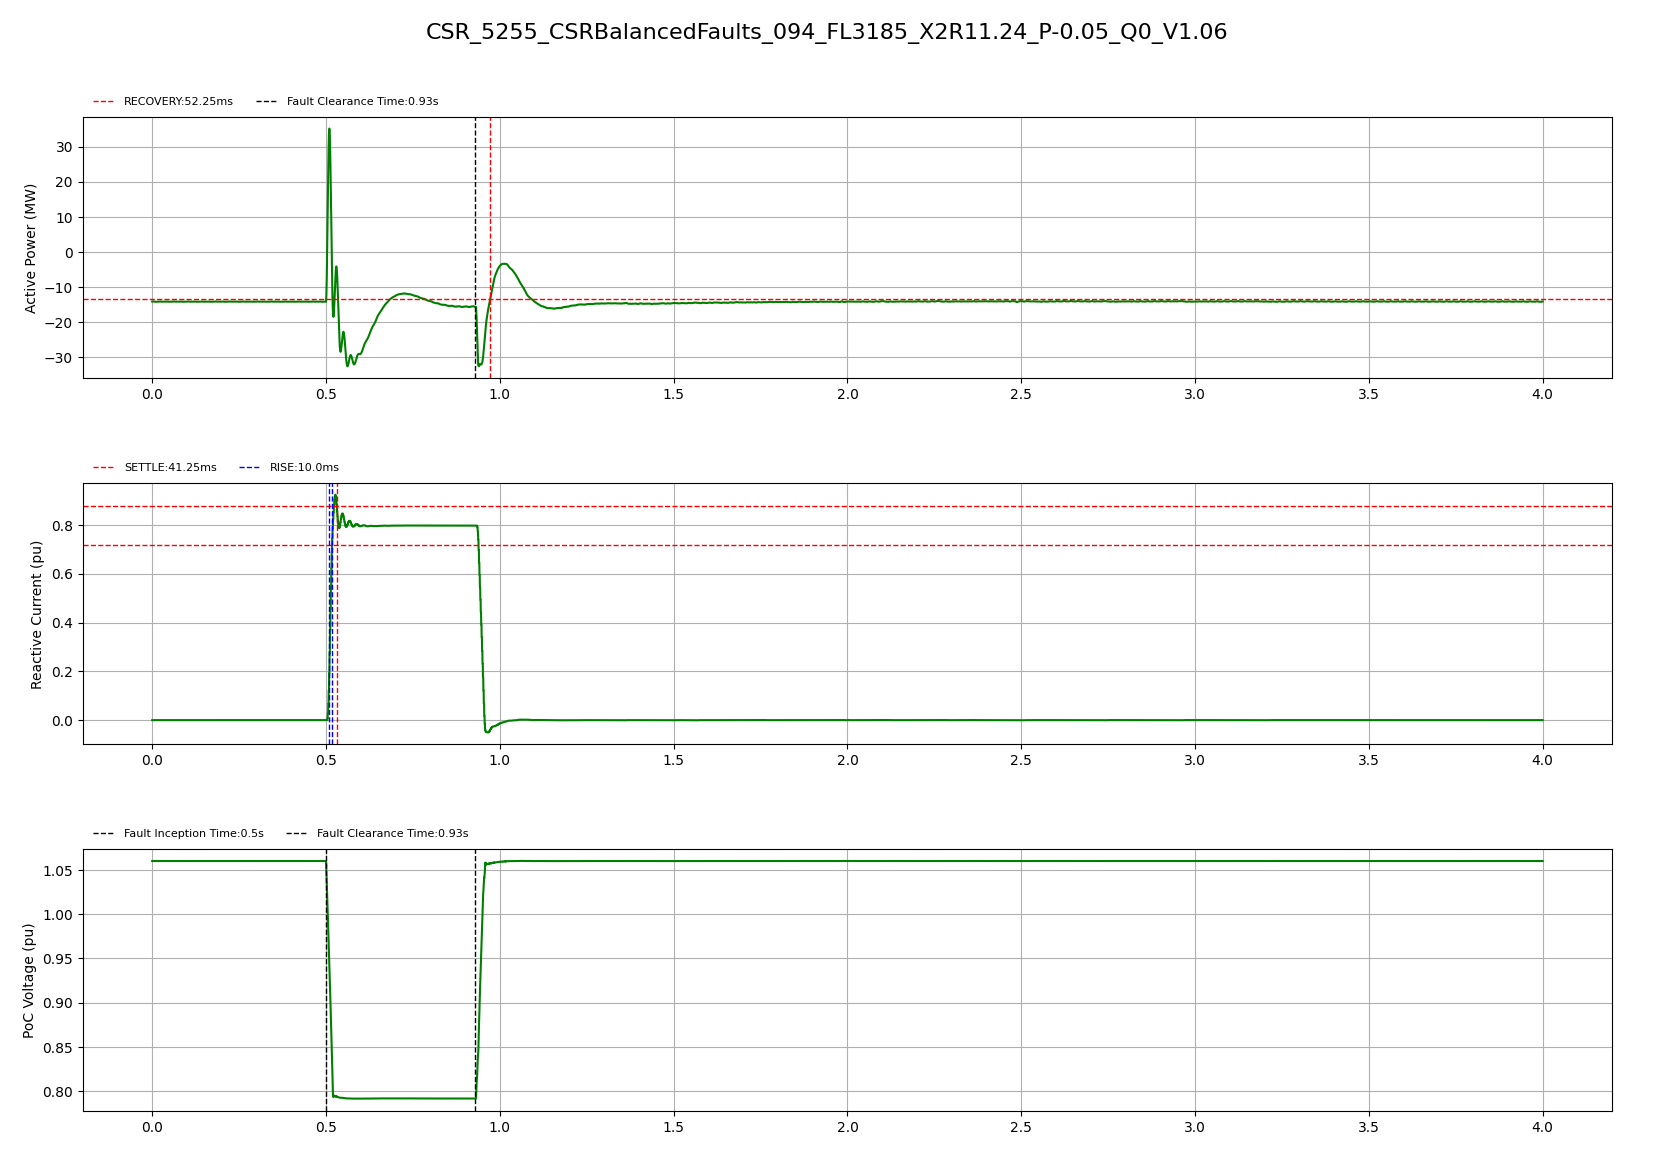 CSR_5255_CSRBalancedFaults_094_FL3185_X2R11.24_P-0.05_Q0_V1.06
RECOVERY:52.25ms Fault Clearance Time:0.93s
Active Power (MW)
30
20
10
0
−10
−20
−30
0.0 0.5 1.0 1.5 2.0 2.5 3.0 3.5 4.0
SETTLE:41.25ms RISE:10.0ms
Reactive Current (pu)
0.8
0.6
0.4
0.2
0.0
0.0 0.5 1.0 1.5 2.0 2.5 3.0 3.5 4.0
Fault Inception Time:0.5s Fault Clearance Time:0.93s
PoC Voltage (pu)
1.05
1.00
0.95
0.90
0.85
0.80
0.0 0.5 1.0 1.5 2.0 2.5 3.0 3.5 4.0